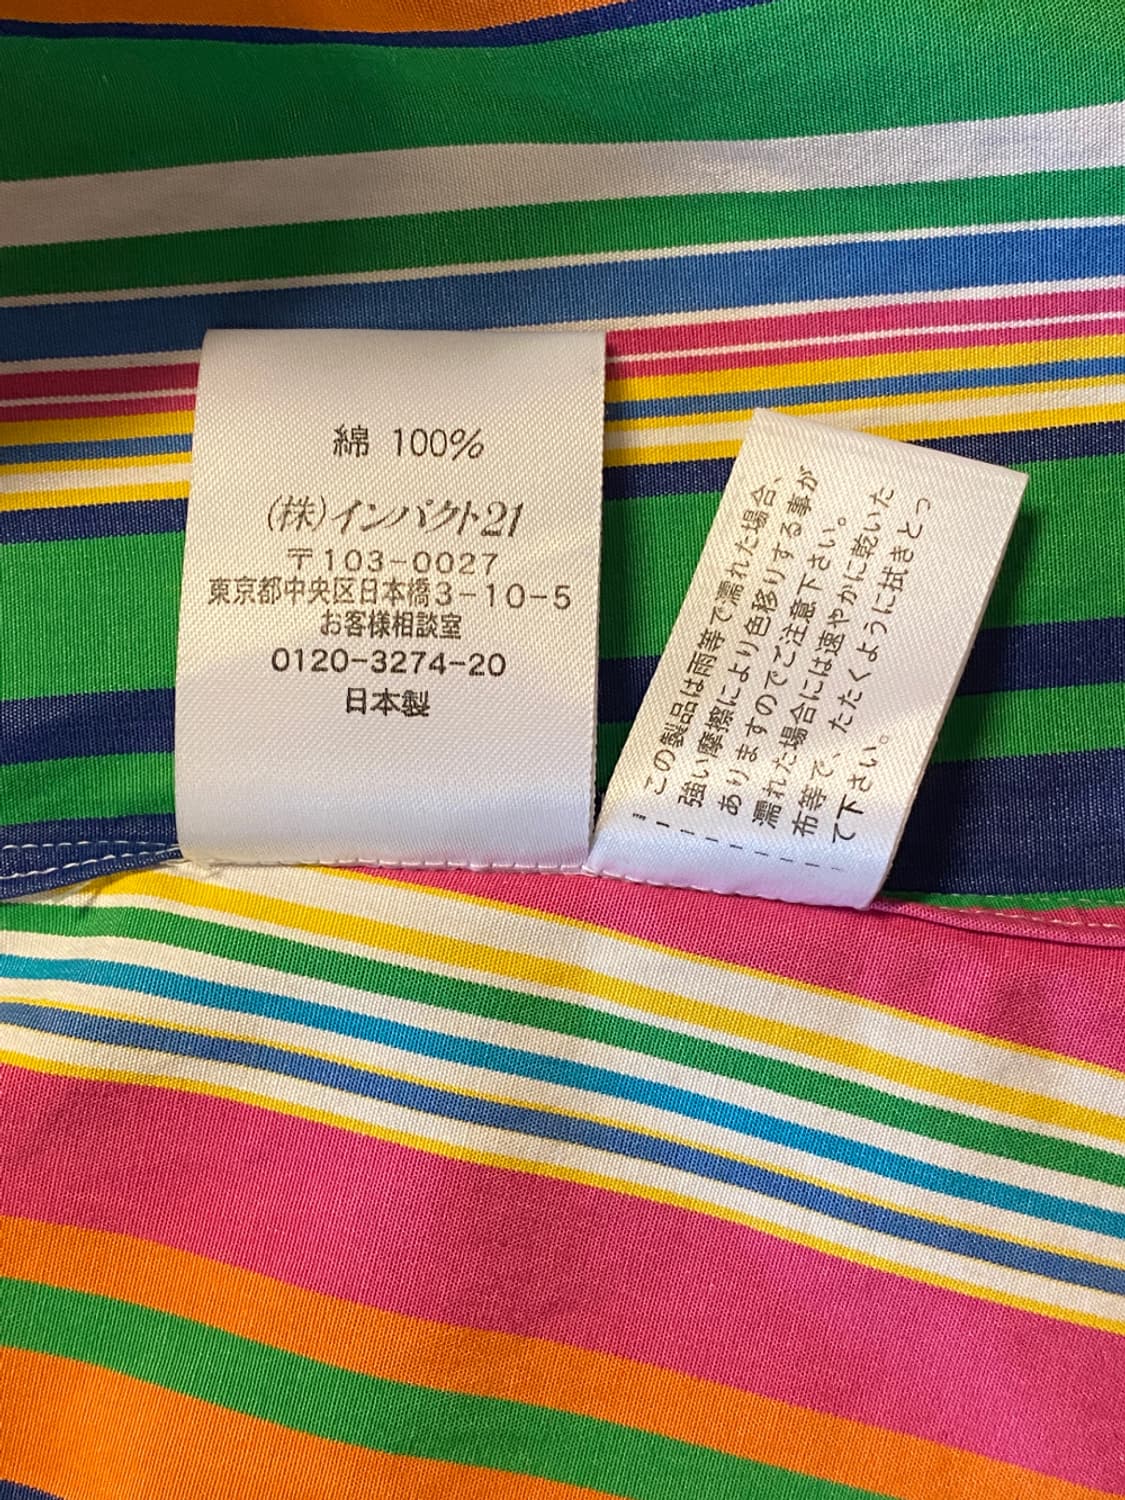 綿 100%
(株)インパクト21
〒103-0027
東京都中央区日本橋3-10-5
お客様相談室
0120-3274-20
日本製
この製品は雨等で濡れた場合、
強い摩擦により色移りする事が
ありますのでご注意下さい。
濡れた場合には速やかに乾いた
布等で、たたくように拭きとっ
て下さい。